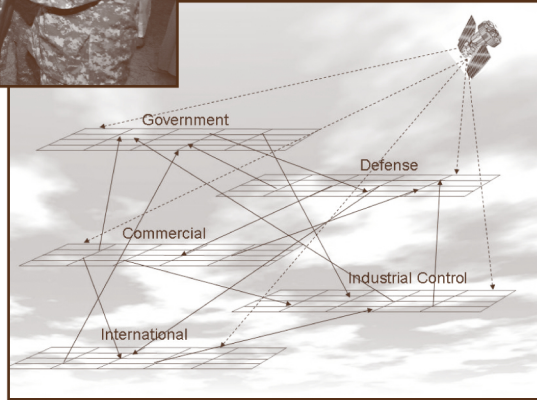 Government
Defense
Commercial
Industrial Control
International